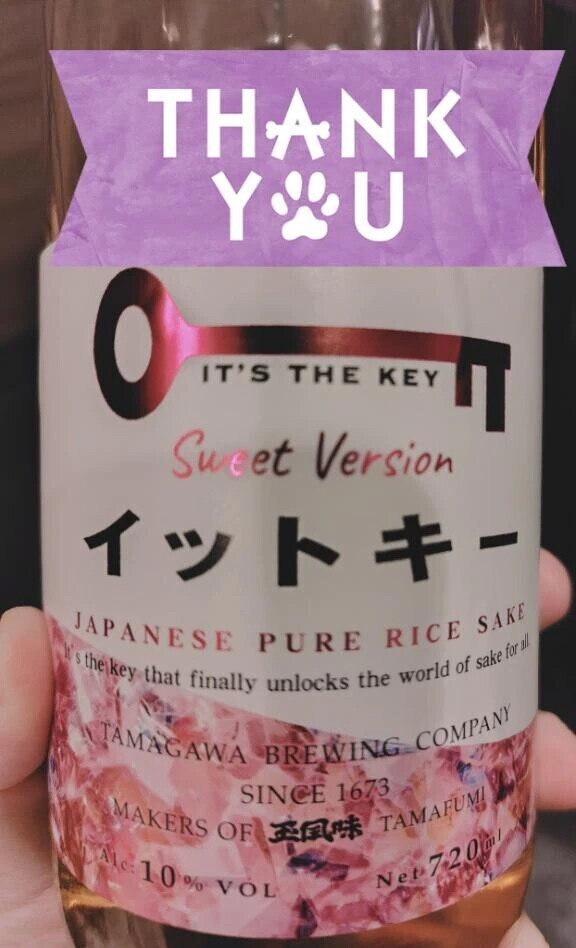 THANK
YOU
IT'S THE KEY
Sweet Version
イットキー
JAPANESE PURE RICE SAKE
It's the key that finally unlocks the world of sake for all.
TAMAGAWA BREWING COMPANY
SINCE 1673
MAKERS OF 玉風味 TAMAFUMI
Alc. 10% VOL
Net. 720ml